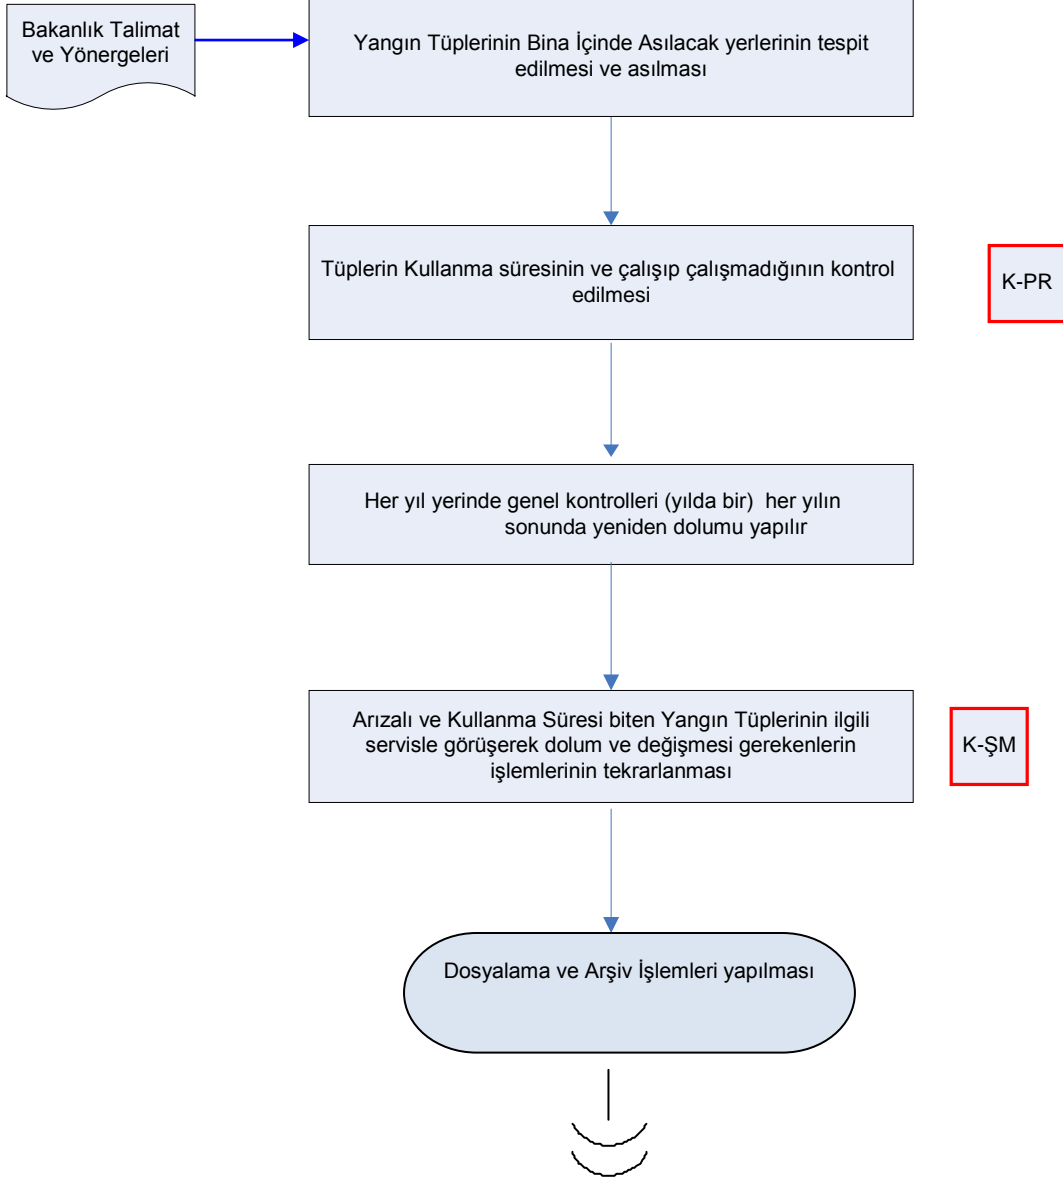 Bakanlık Talimat
ve Yönergeleri
Yangın Tüplerinin Bina İçinde Asılacak yerlerinin tespit
edilmesi ve asılması
Tüplerin Kullanma süresinin ve çalışıp çalışmadığının kontrol
edilmesi
K-PR
Her yıl yerinde genel kontrolleri (yılda bir) her yılın
sonunda yeniden dolumu yapılır
Arızalı ve Kullanma Süresi biten Yangın Tüplerinin ilgili
servisle görüşerek dolum ve değişmesi gerekenlerin
işlemlerinin tekrarlanması
K-ŞM
Dosyalama ve Arşiv İşlemleri yapılması